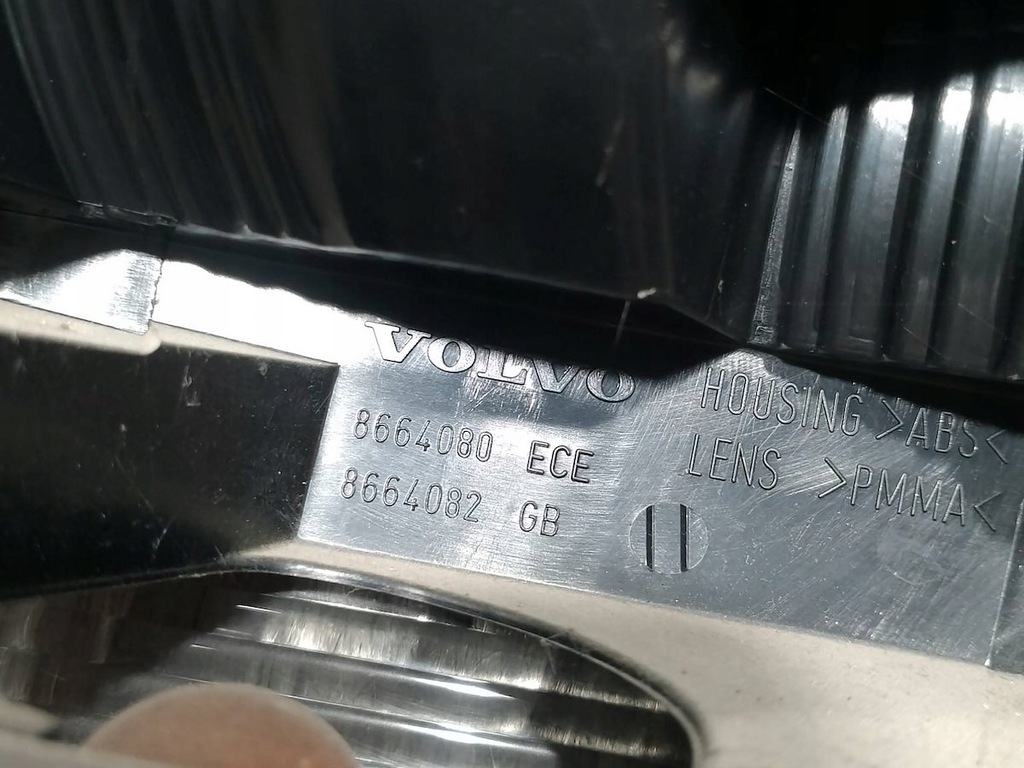 VOLVO
8664080 ECE
8664082 GB
HOUSING >ABS<
LENS >PMMA<